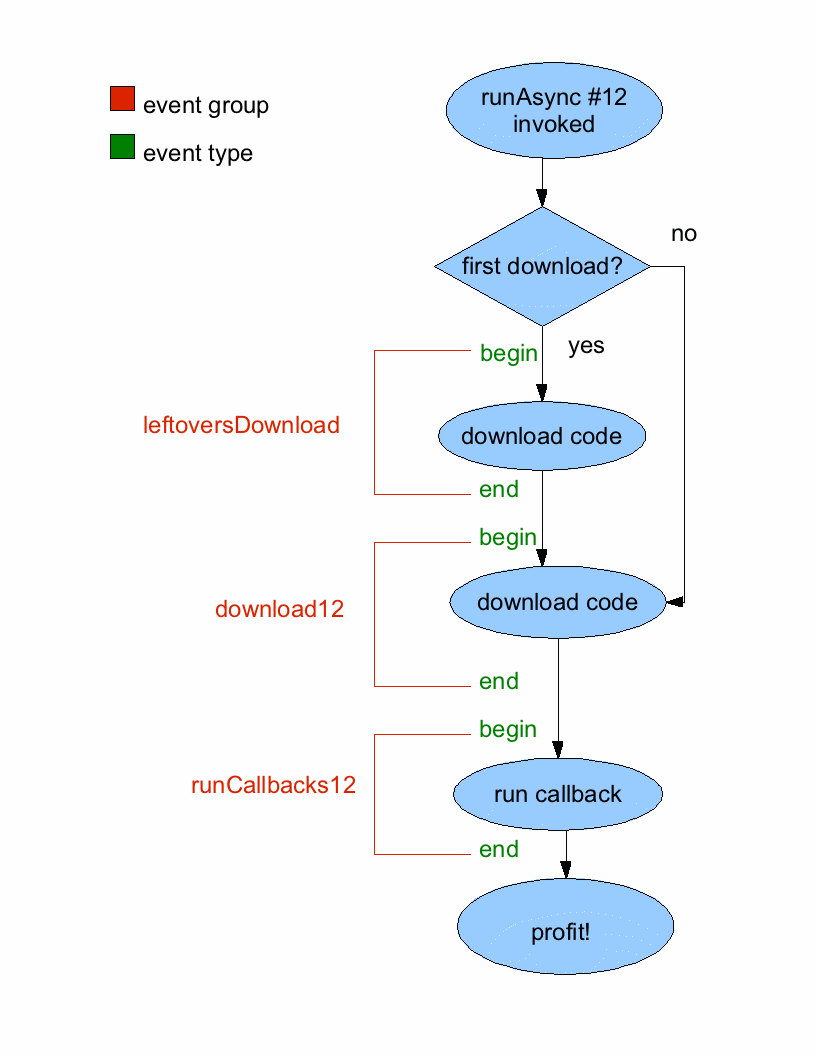 event group
event type
runAsync #12
invoked
first download?
no
yes
begin
leftoversDownload
download code
end
begin
download12
download code
end
begin
runCallbacks12
run callback
end
profit!